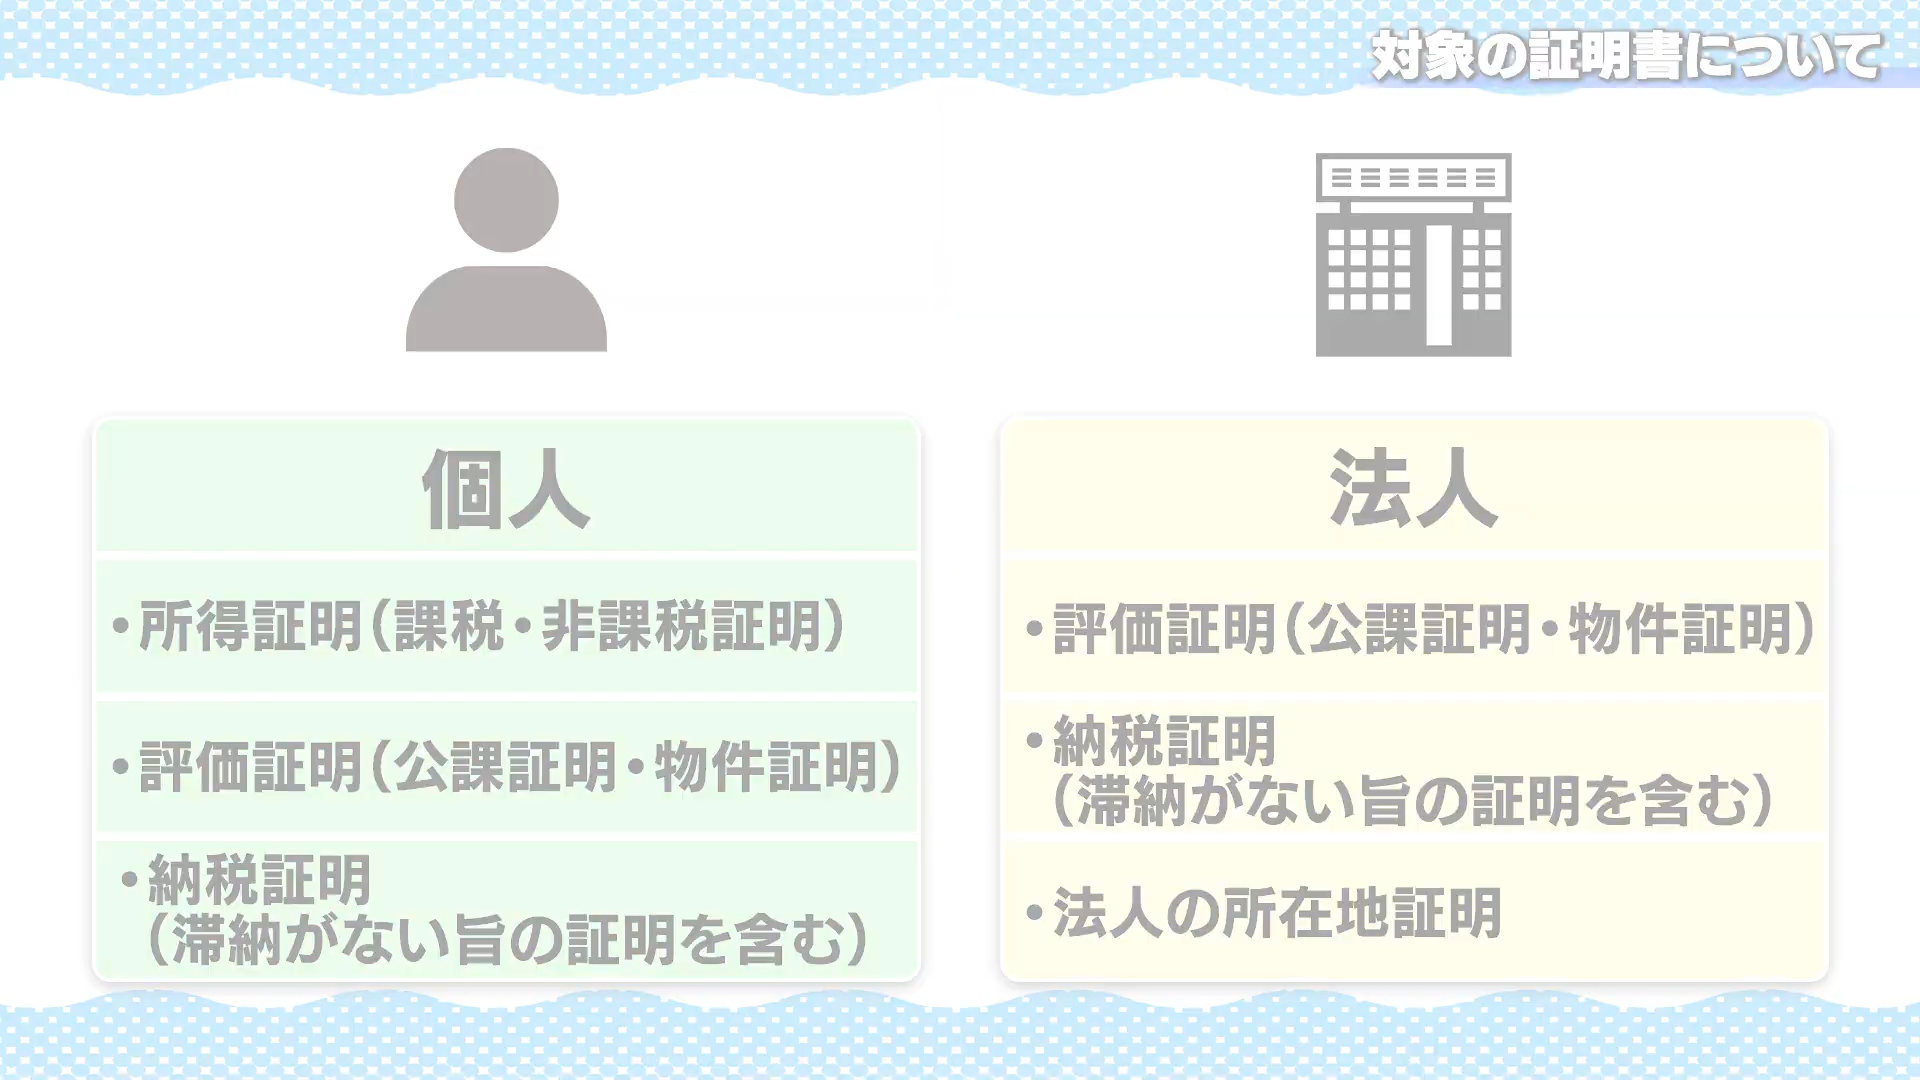 対象の証明書について
個人
・所得証明（課税・非課税証明）
・評価証明（公課証明・物件証明）
・納税証明
（滞納がない旨の証明を含む）
法人
・評価証明（公課証明・物件証明）
・納税証明
（滞納がない旨の証明を含む）
・法人の所在地証明